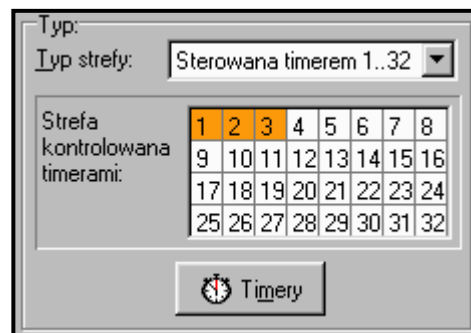 Typ:
Typ strefy: Sterowana timerem 1..32
Strefa kontrolowana timerami:
1 2 3 4 5 6 7 8
9 10 11 12 13 14 15 16
17 18 19 20 21 22 23 24
25 26 27 28 29 30 31 32
Timery